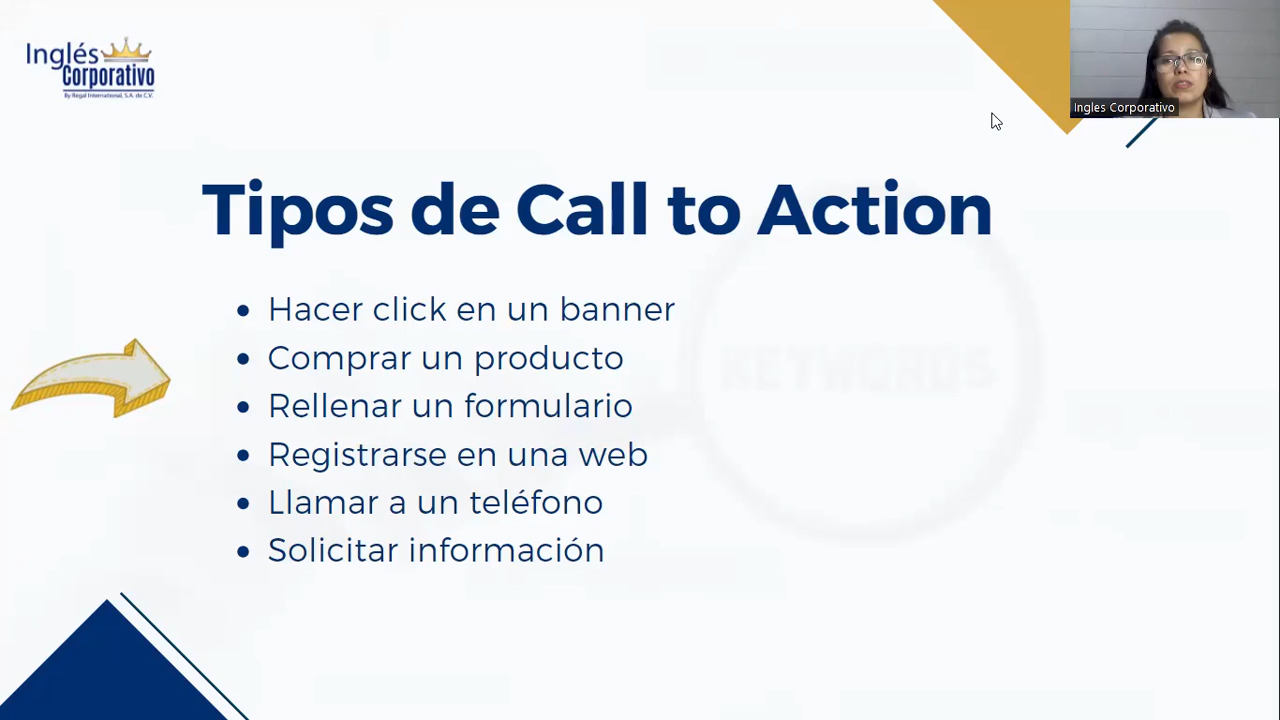 Inglés
Corporativo
By Regal International, S.A. de C.V.
Ingles Corporativo
Tipos de Call to Action
• Hacer click en un banner
• Comprar un producto
• Rellenar un formulario
• Registrarse en una web
• Llamar a un teléfono
• Solicitar información
KEYWORDS